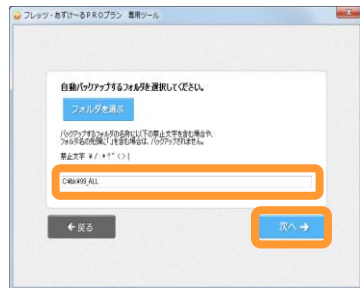 フレッツ・あずけ～るPROプラン 専用ツール
自動バックアップするフォルダを選択してください。
フォルダを選ぶ
バックアップするフォルダの名称に以下の禁止文字を含む場合や、
フォルダ名の先頭に「.」を含む場合は、バックアップされません。
禁止文字 ¥ / : * ? " < > |
戻る
次へ